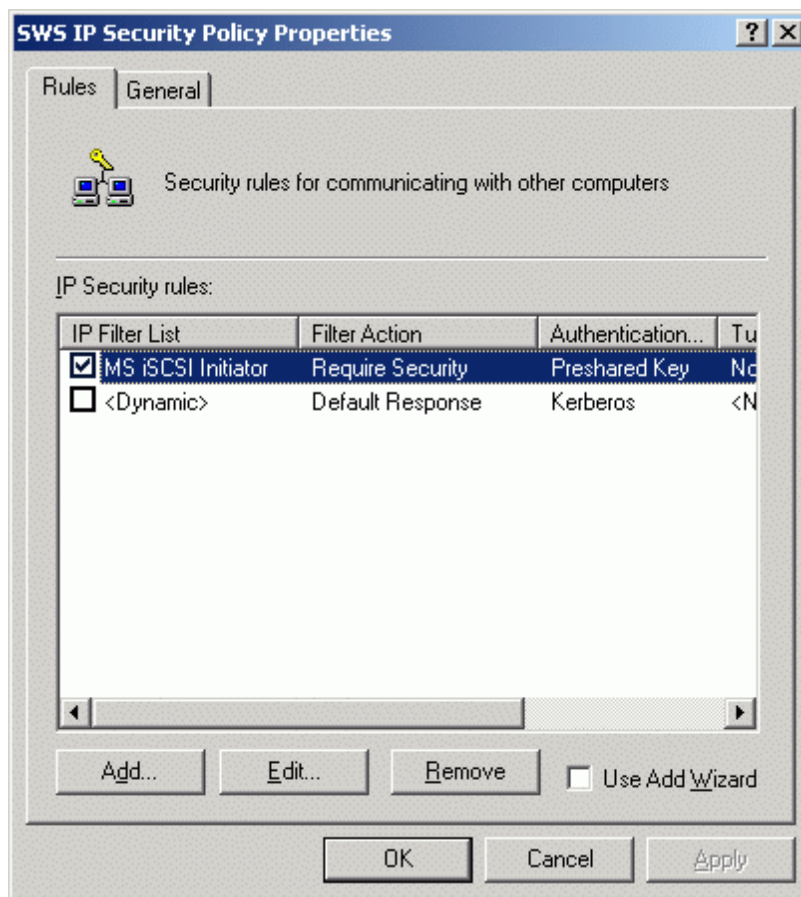 SWS IP Security Policy Properties
Rules General
Security rules for communicating with other computers
IP Security rules:
IP Filter List Filter Action Authentication... Tu
MS iSCSI Initiator Require Security Preshared Key No
<Dynamic> Default Response Kerberos <N
Add... Edit... Remove Use Add Wizard
OK Cancel Apply